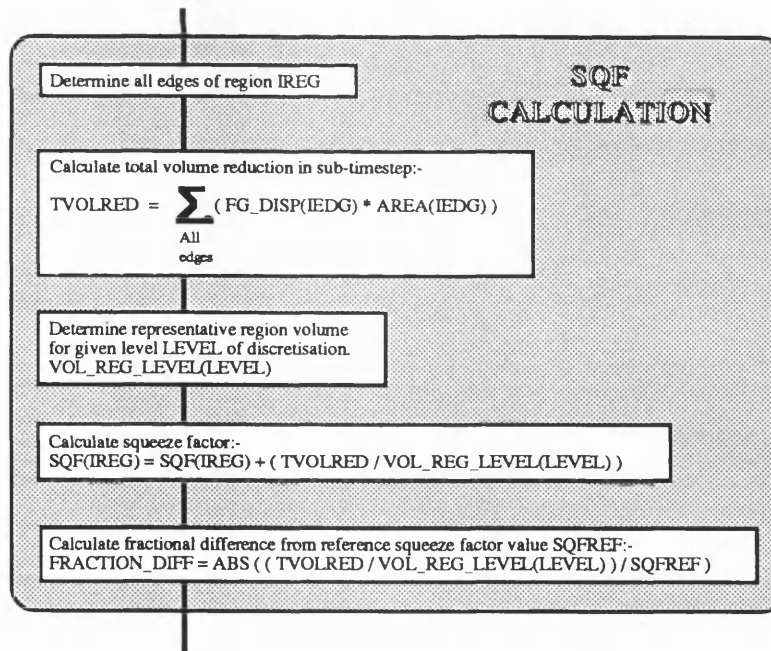 SQF
CALCULATION
Determine all edges of region IREG
Calculate total volume reduction in sub-timestep:-
TVOLRED = ∑ ( FG_DISP(IEDG) * AREA(IEDG) )
All
edges
Determine representative region volume
for given level LEVEL of discretisation.
VOL_REG_LEVEL(LEVEL)
Calculate squeeze factor:-
SQF(IREG) = SQF(IREG) + ( TVOLRED / VOL_REG_LEVEL(LEVEL) )
Calculate fractional difference from reference squeeze factor value SQFREF:-
FRACTION_DIFF = ABS ( ( TVOLRED / VOL_REG_LEVEL(LEVEL) ) / SQFREF )